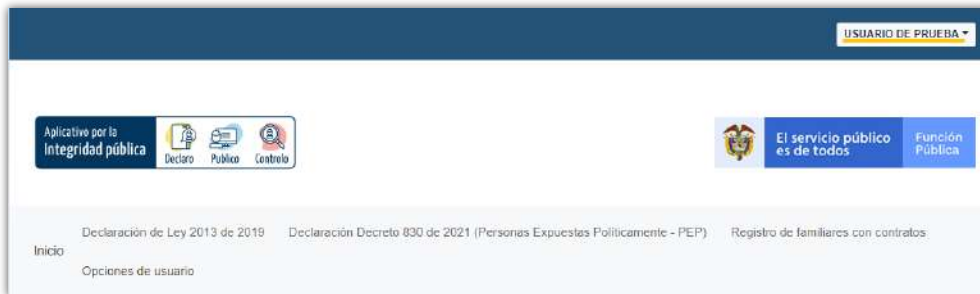 USUARIO DE PRUEBA
Aplicativo por la
Integridad pública
Declaro Publico Controlo
El servicio público
es de todos
Función
Pública
Declaración de Ley 2013 de 2019 Declaración Decreto 830 de 2021 (Personas Expuestas Políticamente - PEP) Registro de familiares con contratos
Inicio
Opciones de usuario